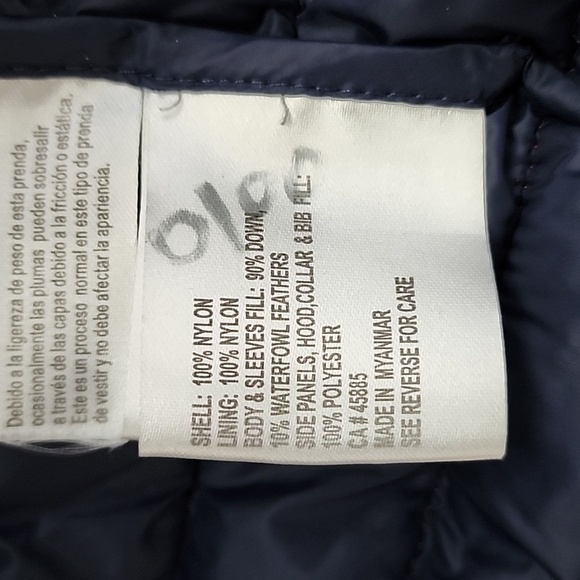 Debido a la ligereza de peso de esta prenda,
ocasionalmente las plumas pueden sobresalir
a través de las capas debido a la fricción o estática.
Este es un proceso normal en este tipo de prenda
de vestir y no debe afectar la apariencia.
SHELL: 100% NYLON
LINING: 100% NYLON
BODY & SLEEVES FILL: 90% DOWN,
10% WATERFOWL FEATHERS
SIDE PANELS, HOOD,COLLAR & BIB FILL:
100% POLYESTER
CA# 45885
MADE IN MYANMAR
SEE REVERSE FOR CARE